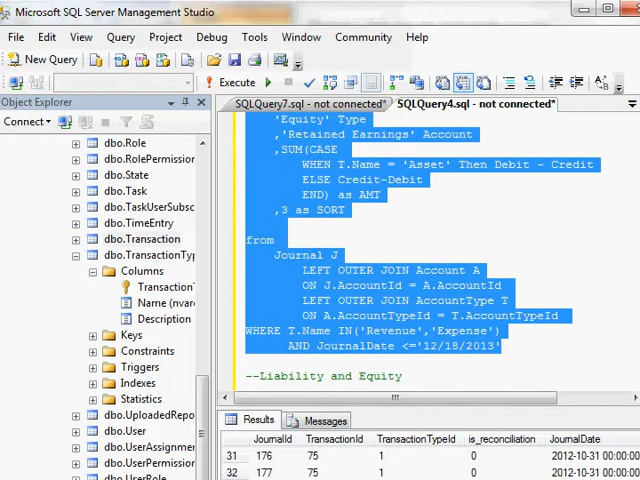 Microsoft SQL Server Management Studio
File Edit View Query Project Debug Tools Window Community Help
New Query
Execute
Object Explorer
SQLQuery7.sql - not connected*
SQLQuery4.sql - not connected*
Connect
dbo.Role
dbo.RolePermission
dbo.State
dbo.Task
dbo.TaskUserSubsc
dbo.TimeEntry
dbo.Transaction
dbo.TransactionTyp
Columns
Transaction
Name (nvar
Description
Keys
Constraints
Triggers
Indexes
Statistics
dbo.UploadedRepo
dbo.User
dbo.UserAssignmen
dbo.UserPermission
dbo.UserRole
'Equity' Type
,'Retained Earnings' Account
,SUM(CASE
WHEN T.Name = 'Asset' Then Debit - Credit
ELSE Credit-Debit
END) as AMT
,3 as SORT
from
Journal J
LEFT OUTER JOIN Account A
ON J.AccountId = A.AccountId
LEFT OUTER JOIN AccountType T
ON A.AccountTypeId = T.AccountTypeId
WHERE T.Name IN('Revenue','Expense')
AND JournalDate <='12/18/2013'
--Liability and Equity
Results Messages
JournalId TransactionId TransactionTypeId is_reconciliation JournalDate
31 176 75 1 0 2012-10-31 00:00:00
32 177 75 1 0 2012-10-31 00:00:00